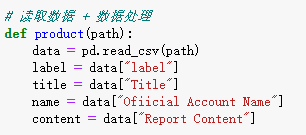 # 读取数据 + 数据处理
def product(path):
    data = pd.read_csv(path)
    label = data["label"]
    title = data["Title"]
    name = data["Ofiicial Account Name"]
    content = data["Report Content"]